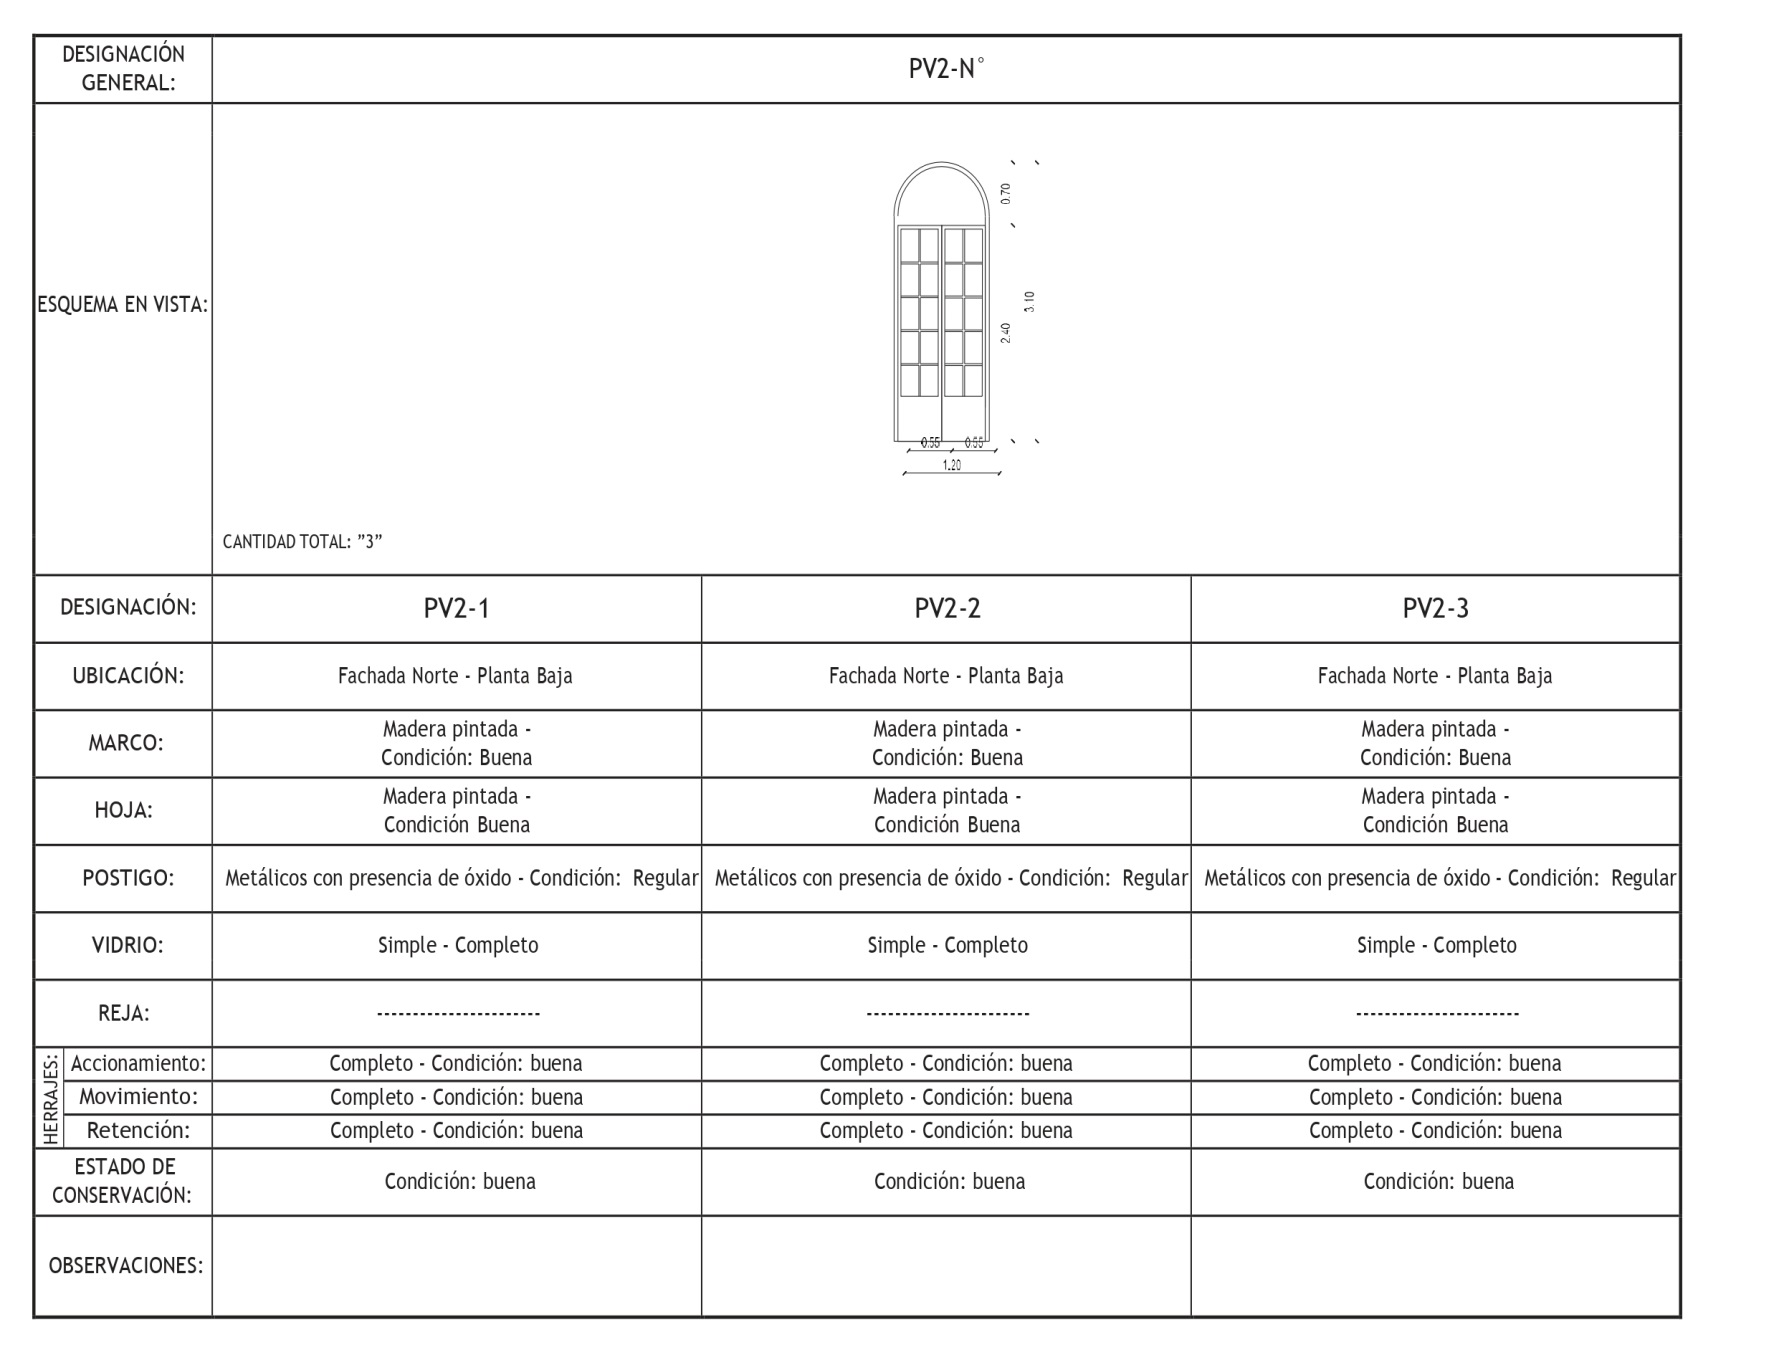 DESIGNACIÓN
GENERAL:
PV2-N°
ESQUEMA EN VISTA:
0.70
3.10
2.40
0.55 0.55
1.20
CANTIDAD TOTAL: ”3”
DESIGNACIÓN: PV2-1 PV2-2 PV2-3
UBICACIÓN: Fachada Norte - Planta Baja Fachada Norte - Planta Baja Fachada Norte - Planta Baja
MARCO:
Madera pintada - Madera pintada - Madera pintada -
Condición: Buena Condición: Buena Condición: Buena
HOJA:
Madera pintada - Madera pintada - Madera pintada -
Condición Buena Condición Buena Condición Buena
POSTIGO: Metálicos con presencia de óxido - Condición: Regular Metálicos con presencia de óxido - Condición: Regular Metálicos con presencia de óxido - Condición: Regular
VIDRIO: Simple - Completo Simple - Completo Simple - Completo
REJA: ----------------------- ----------------------- -----------------------
HERRAJES:
Accionamiento: Completo - Condición: buena Completo - Condición: buena Completo - Condición: buena
Movimiento: Completo - Condición: buena Completo - Condición: buena Completo - Condición: buena
Retención: Completo - Condición: buena Completo - Condición: buena Completo - Condición: buena
ESTADO DE
CONSERVACIÓN:
Condición: buena Condición: buena Condición: buena
OBSERVACIONES: